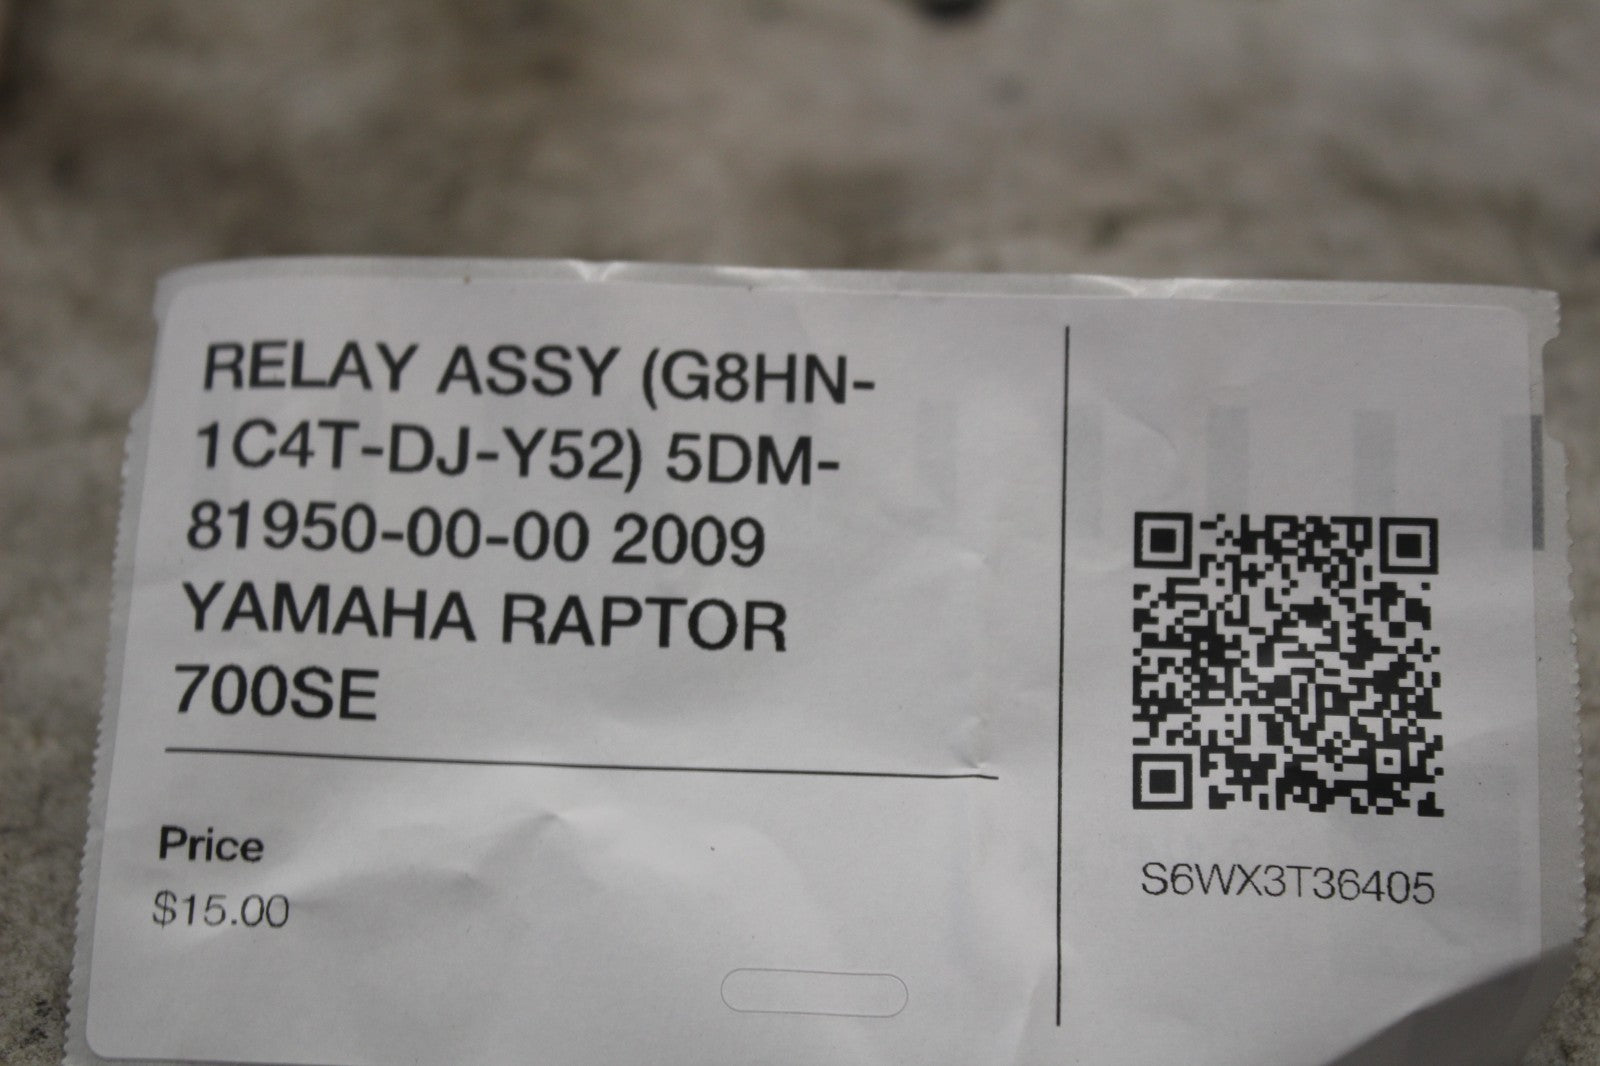 RELAY ASSY (G8HN-
1C4T-DJ-Y52) 5DM-
81950-00-00 2009
YAMAHA RAPTOR
700SE
Price
$15.00
S6WX3T36405